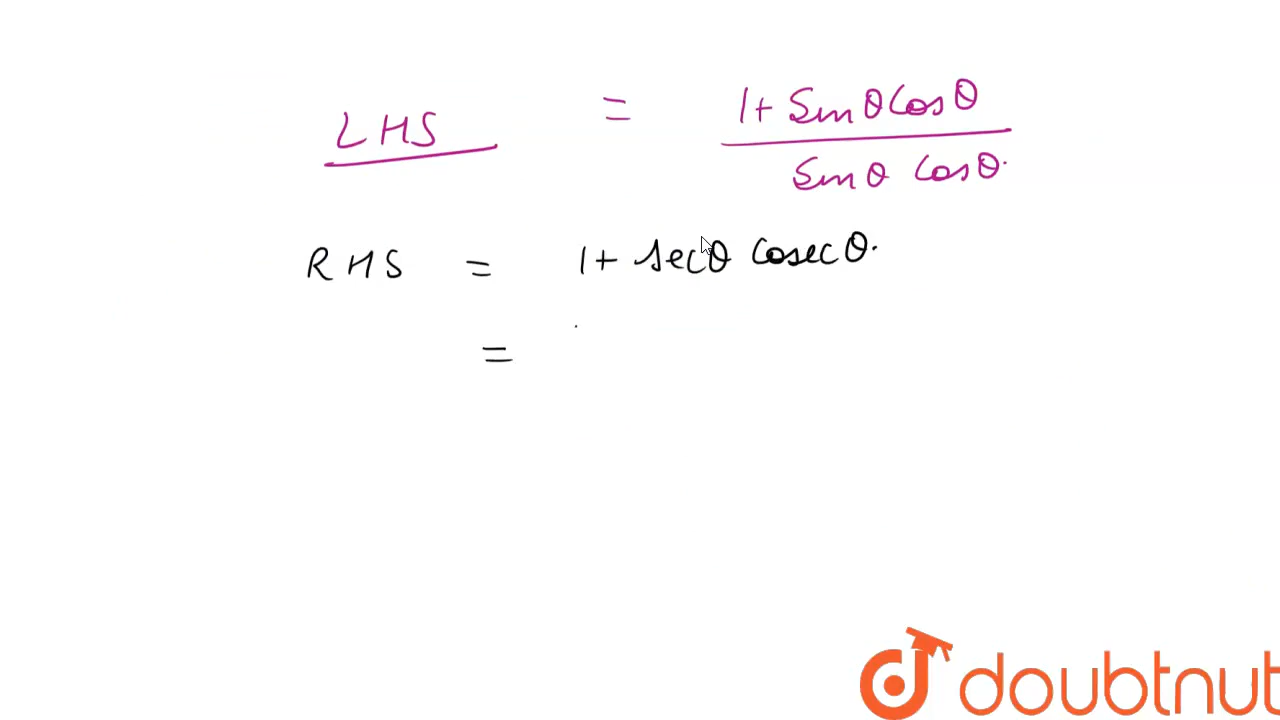 LHS = 1 + Sinθ Cosθ
Sinθ Cosθ.
RHS = 1 + secθ Cosecθ.
=
doubtnut